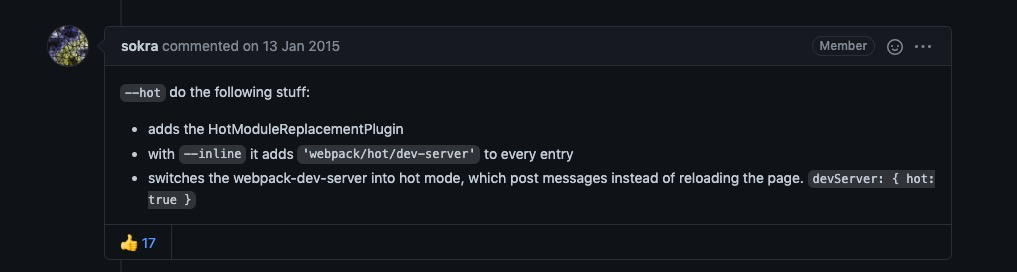 sokra commented on 13 Jan 2015 Member
--hot do the following stuff:
• adds the HotModuleReplacementPlugin
• with --inline it adds 'webpack/hot/dev-server' to every entry
• switches the webpack-dev-server into hot mode, which post messages instead of reloading the page. devServer: { hot:
true }
👍 17